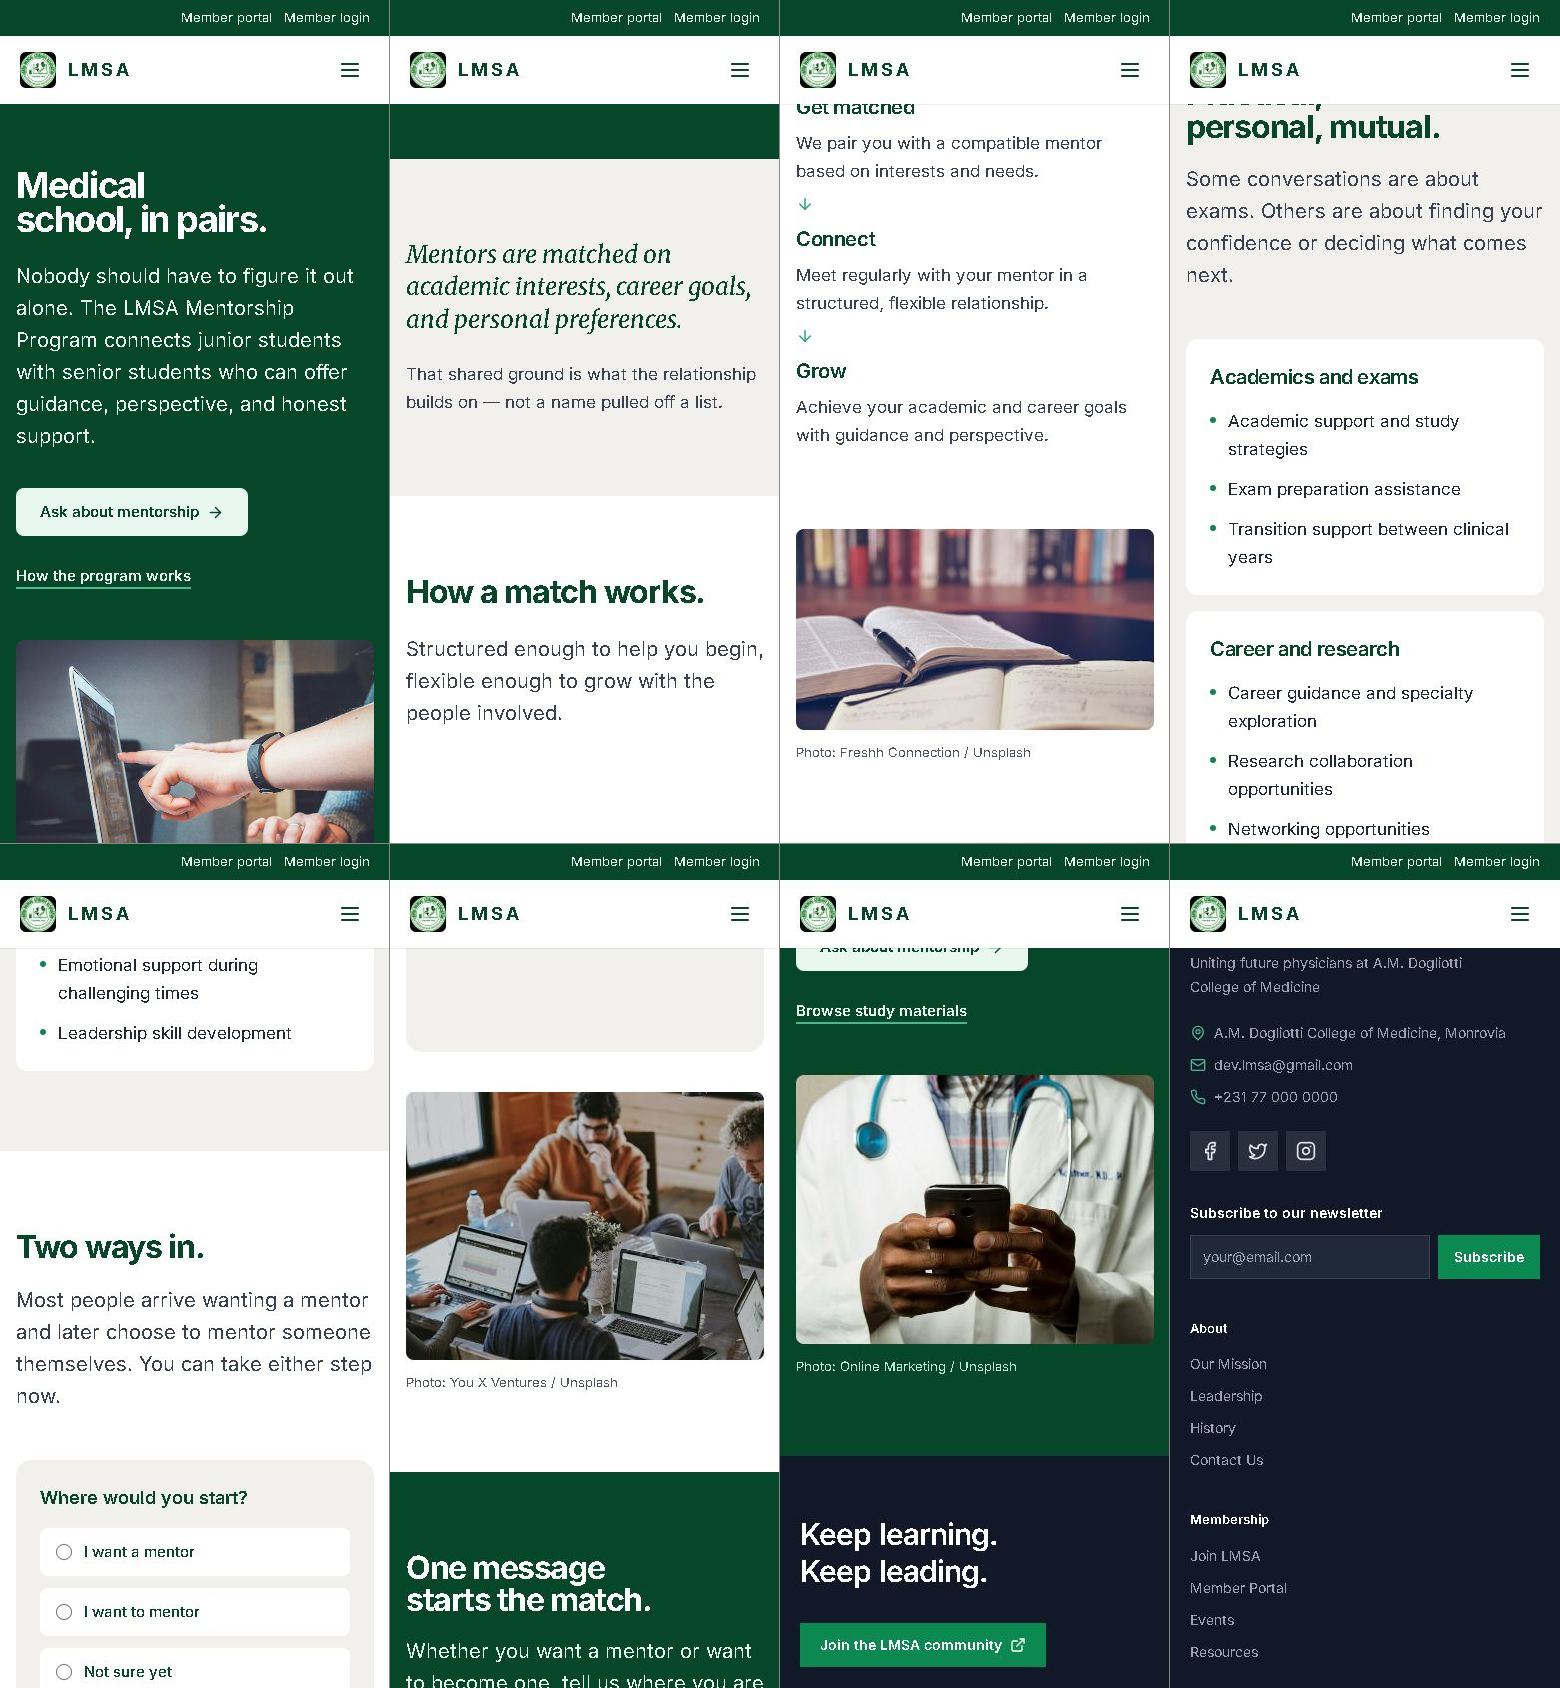 Member portal Member login
LMSA
Medical
school, in pairs.
Nobody should have to figure it out
alone. The LMSA Mentorship
Program connects junior students
with senior students who can offer
guidance, perspective, and honest
support.
Ask about mentorship
How the program works
Member portal Member login
LMSA
Mentors are matched on
academic interests, career goals,
and personal preferences.
That shared ground is what the relationship
builds on — not a name pulled off a list.
How a match works.
Structured enough to help you begin,
flexible enough to grow with the
people involved.
Member portal Member login
LMSA
Get matched
We pair you with a compatible mentor
based on interests and needs.
Connect
Meet regularly with your mentor in a
structured, flexible relationship.
Grow
Achieve your academic and career goals
with guidance and perspective.
Photo: Freshh Connection / Unsplash
Member portal Member login
LMSA
personal, mutual.
Some conversations are about
exams. Others are about finding your
confidence or deciding what comes
next.
Academics and exams
Academic support and study
strategies
Exam preparation assistance
Transition support between clinical
years
Career and research
Career guidance and specialty
exploration
Research collaboration
opportunities
Networking opportunities
Member portal Member login
LMSA
Emotional support during
challenging times
Leadership skill development
Two ways in.
Most people arrive wanting a mentor
and later choose to mentor someone
themselves. You can take either step
now.
Where would you start?
I want a mentor
I want to mentor
Not sure yet
Member portal Member login
LMSA
Photo: You X Ventures / Unsplash
One message
starts the match.
Whether you want a mentor or want
to become one, tell us where you are
Member portal Member login
LMSA
Ask about mentorship
Browse study materials
Photo: Online Marketing / Unsplash
Keep learning.
Keep leading.
Join the LMSA community
Member portal Member login
LMSA
Uniting future physicians at A.M. Dogliotti
College of Medicine
A.M. Dogliotti College of Medicine, Monrovia
dev.lmsa@gmail.com
+231 77 000 0000
Subscribe to our newsletter
your@email.com Subscribe
About
Our Mission
Leadership
History
Contact Us
Membership
Join LMSA
Member Portal
Events
Resources